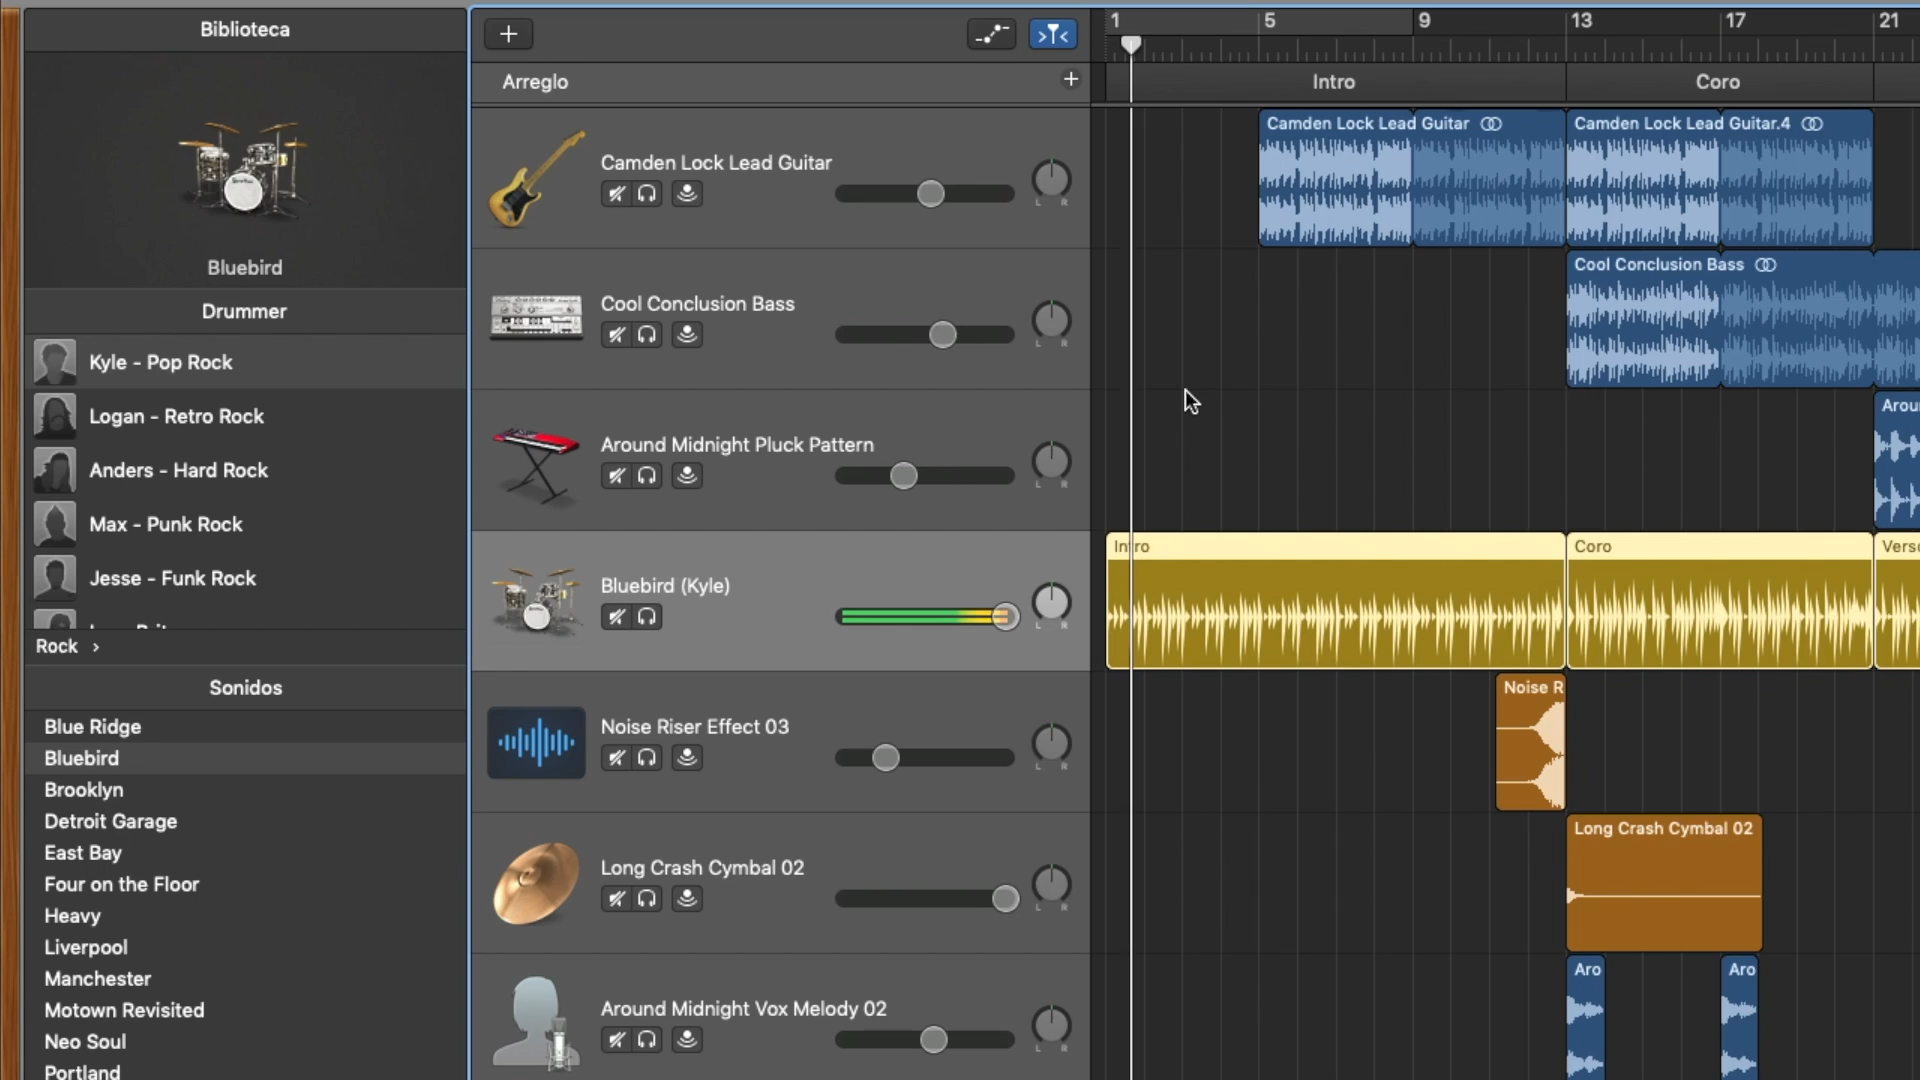 Biblioteca
Bluebird
Drummer
Kyle - Pop Rock
Logan - Retro Rock
Anders - Hard Rock
Max - Punk Rock
Jesse - Funk Rock
Rock >
Sonidos
Blue Ridge
Bluebird
Brooklyn
Detroit Garage
East Bay
Four on the Floor
Heavy
Liverpool
Manchester
Motown Revisited
Neo Soul
Portland
Arreglo
Camden Lock Lead Guitar
L R
Cool Conclusion Bass
L R
Around Midnight Pluck Pattern
L R
Bluebird (Kyle)
L R
Noise Riser Effect 03
L R
Long Crash Cymbal 02
L R
Around Midnight Vox Melody 02
L R
1 5 9 13 17 21
Intro Coro
Camden Lock Lead Guitar Camden Lock Lead Guitar.4
Cool Conclusion Bass
Arou
Intro Coro Verso
Noise R
Long Crash Cymbal 02
Aro Aro